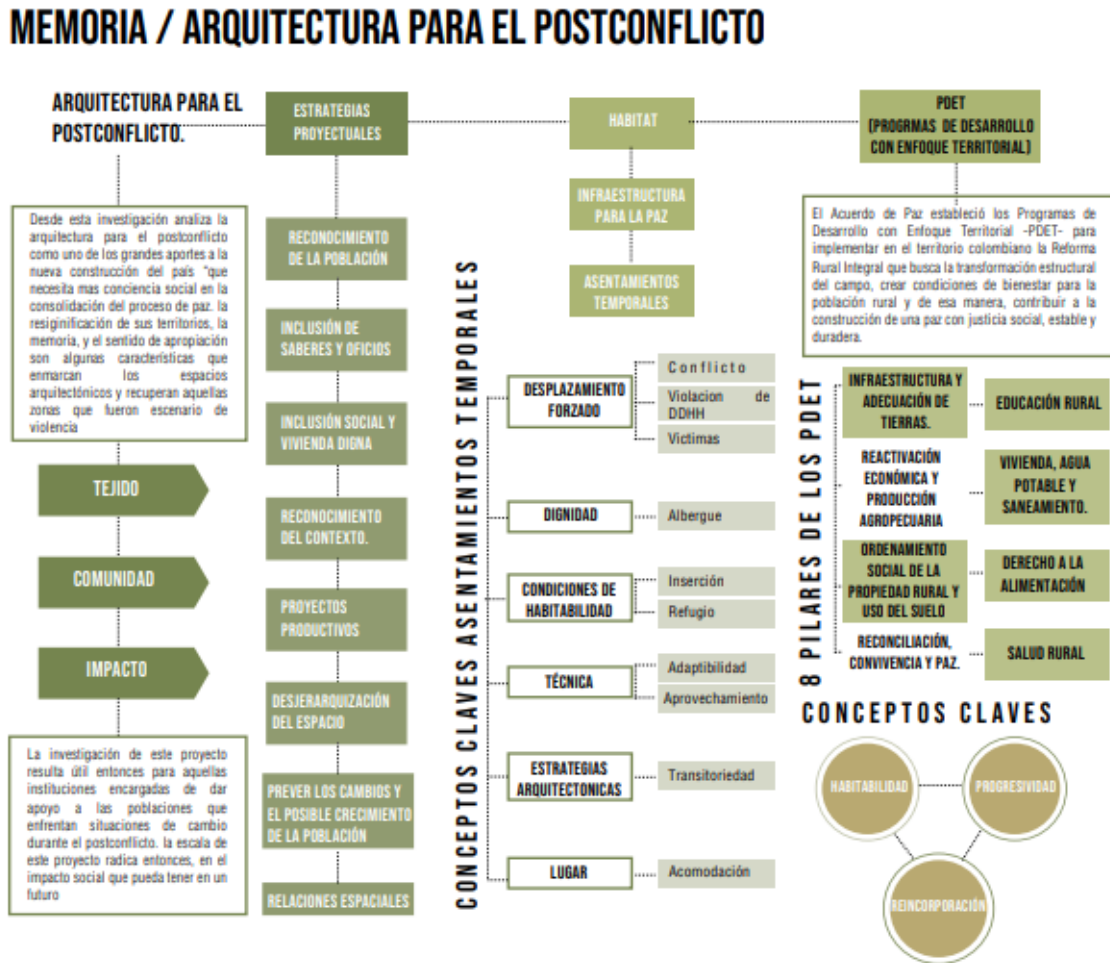 MEMORIA / ARQUITECTURA PARA EL POSTCONFLICTO
ARQUITECTURA PARA EL
POSTCONFLICTO.
Desde esta investigación analiza la
arquitectura para el postconflicto
como uno de los grandes aportes a la
nueva construcción del país "que
necesita mas conciencia social en la
consolidación del proceso de paz. la
resiginificación de sus territorios, la
memoria, y el sentido de apropiación
son algunas características que
enmarcan los espacios
arquitectónicos y recuperan aquellas
zonas que fueron escenario de
violencia
TEJIDO
COMUNIDAD
IMPACTO
La investigación de este proyecto
resulta útil entonces para aquellas
instituciones encargadas de dar
apoyo a las poblaciones que
enfrentan situaciones de cambio
durante el postconflicto. la escala de
este proyecto radica entonces, en el
impacto social que pueda tener en un
futuro
ESTRATEGIAS
PROYECTUALES
RECONOCIMIENTO
DE LA POBLACIÓN
INCLUSIÓN DE
SABERES Y OFICIOS
INCLUSIÓN SOCIAL Y
VIVIENDA DIGNA
RECONOCIMIENTO
DEL CONTEXTO.
PROYECTOS
PRODUCTIVOS
DESJERARQUIZACIÓN
DEL ESPACIO
PREVER LOS CAMBIOS Y
EL POSIBLE CRECIMIENTO
DE LA POBLACIÓN
RELACIONES ESPACIALES
HABITAT
INFRAESTRUCTURA
PARA LA PAZ
ASENTAMIENTOS
TEMPORALES
CONCEPTOS CLAVES ASENTAMIENTOS TEMPORALES
DESPLAZAMIENTO
FORZADO
Conflicto
Violacion de
DDHH
Victimas
DIGNIDAD
Albergue
CONDICIONES DE
HABITABILIDAD
Inserción
Refugio
TÉCNICA
Adaptibilidad
Aprovechamiento
ESTRATEGIAS
ARQUITECTONICAS
Transitoriedad
LUGAR
Acomodación
PDET
(PROGRMAS DE DESARROLLO
CON ENFOQUE TERRITORIAL)
El Acuerdo de Paz estableció los Programas de
Desarrollo con Enfoque Territorial -PDET- para
implementar en el territorio colombiano la Reforma
Rural Integral que busca la transformación estructural
del campo, crear condiciones de bienestar para la
población rural y de esa manera, contribuir a la
construcción de una paz con justicia social, estable y
duradera.
8 PILARES DE LOS PDET
INFRAESTRUCTURA Y
ADECUACIÓN DE
TIERRAS.
EDUCACIÓN RURAL
REACTIVACIÓN
ECONÓMICA Y
PRODUCCIÓN
AGROPECUARIA
VIVIENDA, AGUA
POTABLE Y
SANEAMIENTO.
ORDENAMIENTO
SOCIAL DE LA
PROPIEDAD RURAL Y
USO DEL SUELO
DERECHO A LA
ALIMENTACIÓN
RECONCILIACIÓN,
CONVIVENCIA Y PAZ.
SALUD RURAL
CONCEPTOS CLAVES
HABITABILIDAD
PROGRESIVIDAD
REINCORPORACIÓN